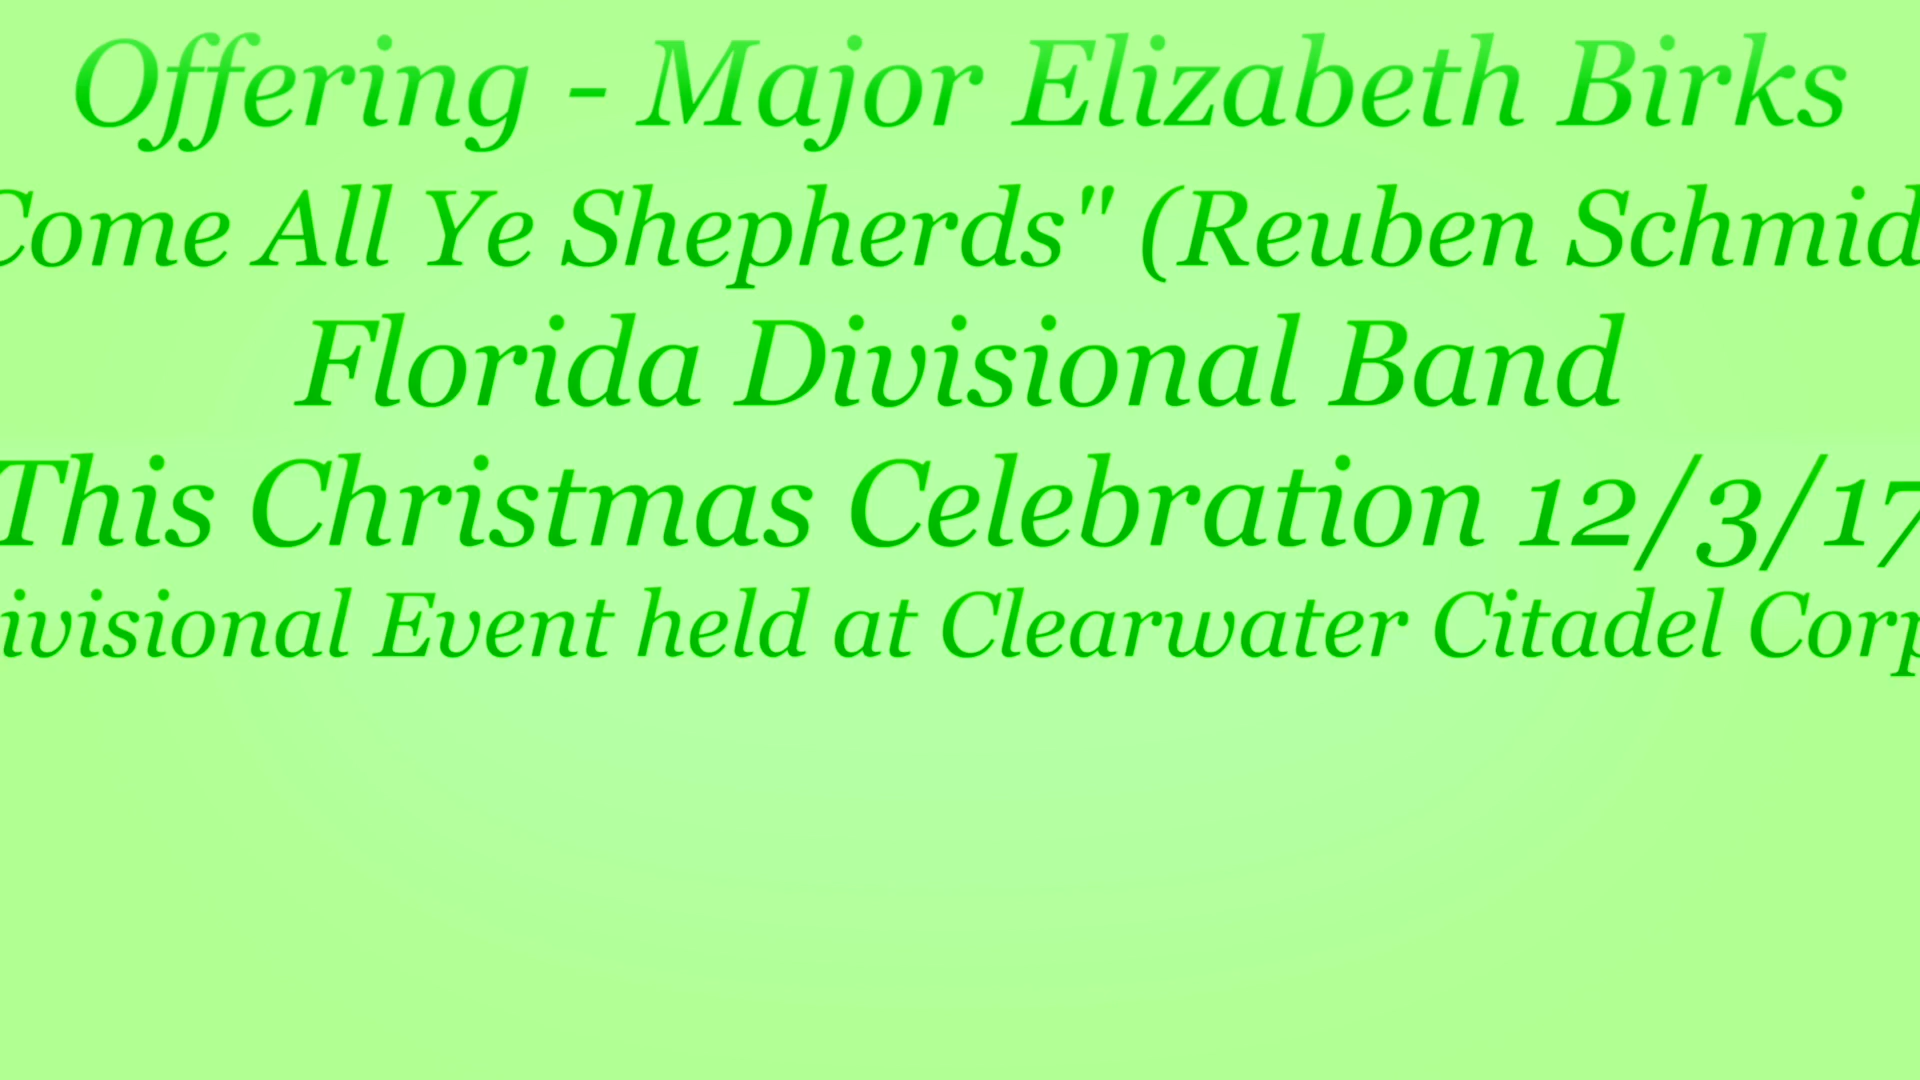 Offering - Major Elizabeth Birks
Come All Ye Shepherds" (Reuben Schmid
Florida Divisional Band
This Christmas Celebration 12/3/17
ivisional Event held at Clearwater Citadel Corp